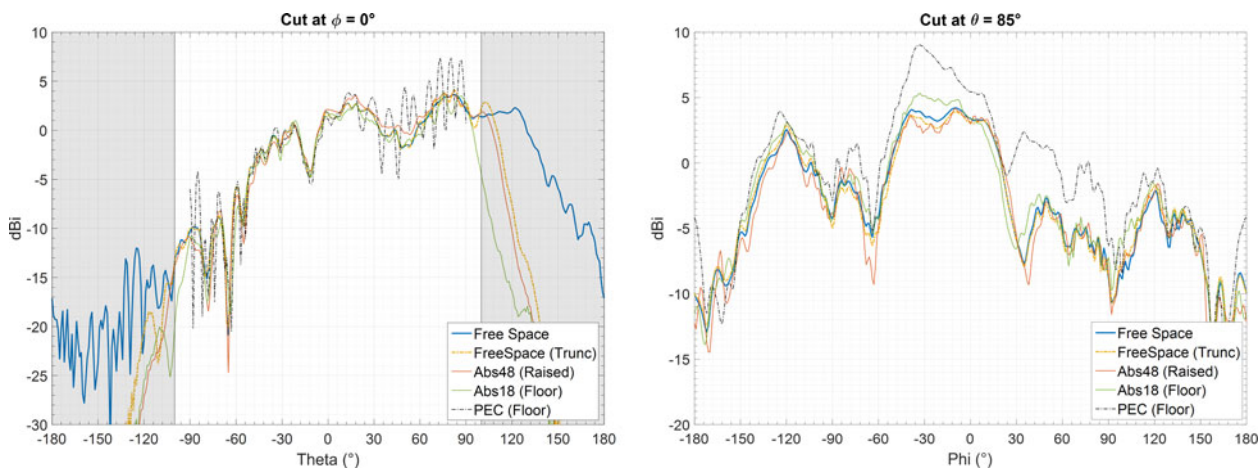 Cut at ϕ = 0°
10
5
0
-5
-10
-15
-20
-25
-30
dBi
-180 -150 -120 -90 -60 -30 0 30 60 90 120 150 180
Theta (°)
Free Space
FreeSpace (Trunc)
Abs48 (Raised)
Abs18 (Floor)
PEC (Floor)
Cut at θ = 85°
10
5
0
-5
-10
-15
-20
dBi
-180 -150 -120 -90 -60 -30 0 30 60 90 120 150 180
Phi (°)
Free Space
FreeSpace (Trunc)
Abs48 (Raised)
Abs18 (Floor)
PEC (Floor)